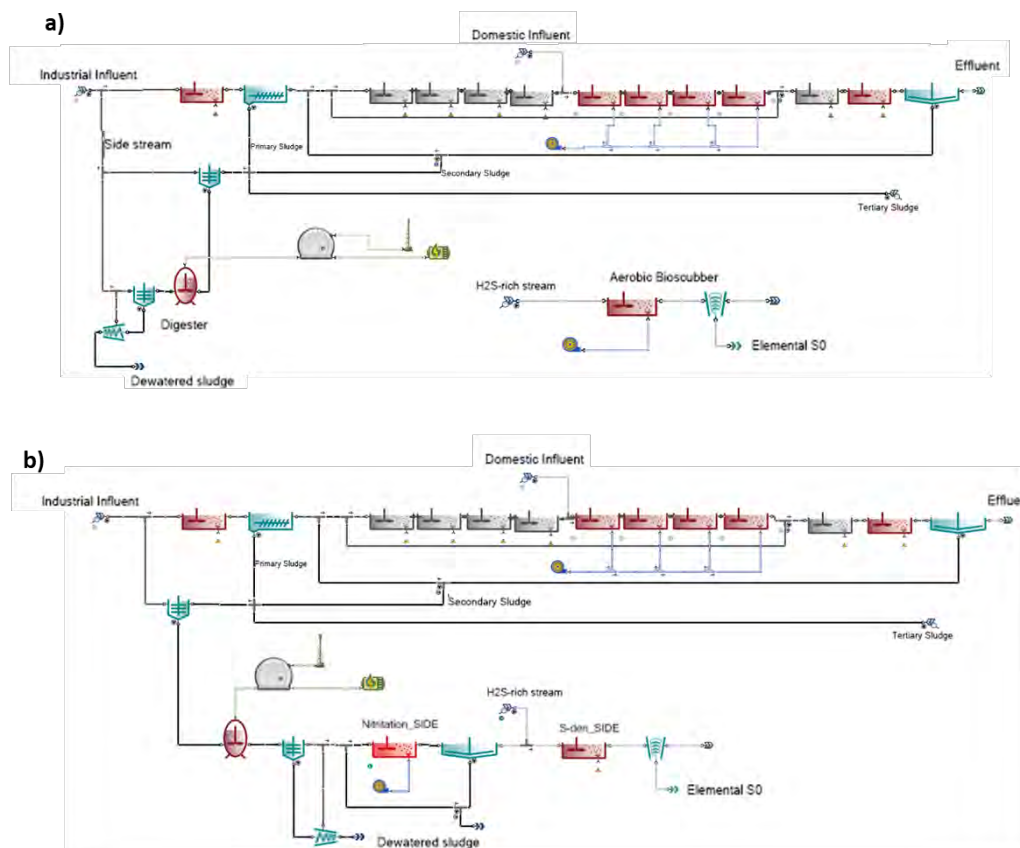 a)
Domestic Influent
Industrial Influent
Effluent
Side stream
Primary Sludge
Secondary Sludge
Tertiary Sludge
H2S-rich stream
Aerobic Bioscubber
Digester
Elemental S0
Dewatered sludge
b)
Domestic Influent
Industrial Influent
Efflue
Primary Sludge
Secondary Sludge
Tertiary Sludge
H2S-rich stream
Nitritation_SIDE
S-den_SIDE
Elemental S0
Dewatered sludge